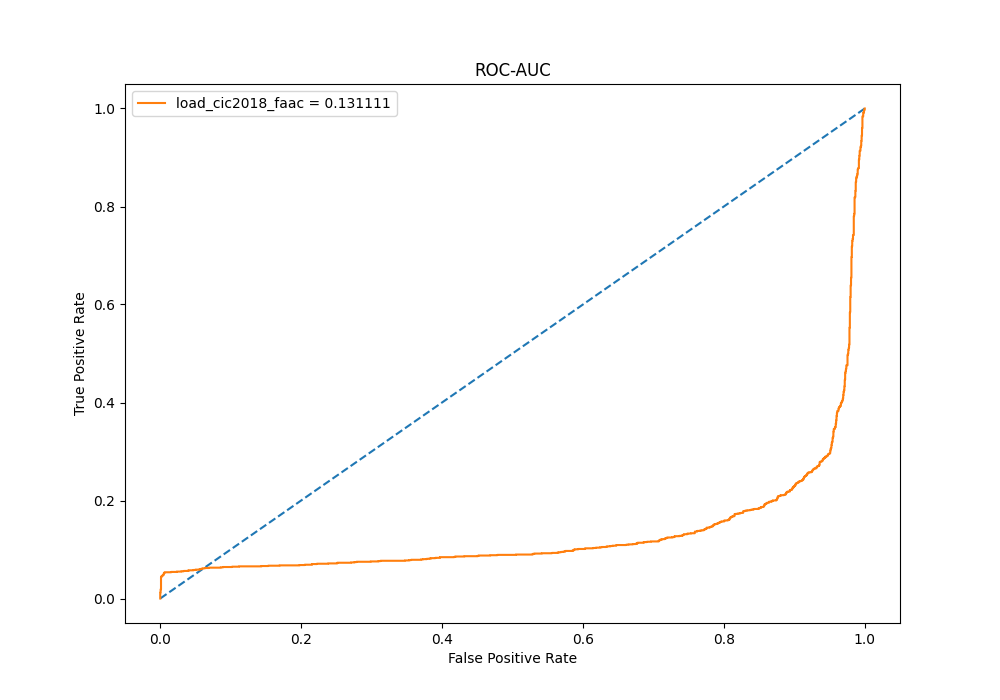 ROC-AUC
load_cic2018_faac = 0.131111
1.0
0.8
0.6
0.4
0.2
0.0
True Positive Rate
0.0 0.2 0.4 0.6 0.8 1.0
False Positive Rate